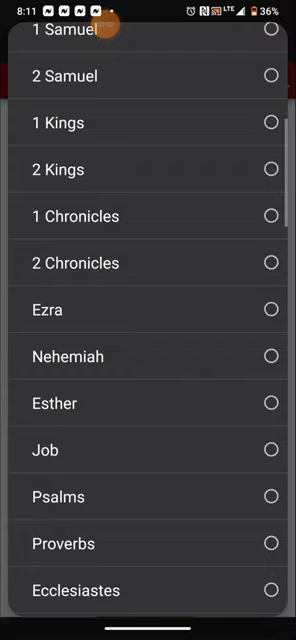 8:11 LTE 36%
1 Samuel
2 Samuel
1 Kings
2 Kings
1 Chronicles
2 Chronicles
Ezra
Nehemiah
Esther
Job
Psalms
Proverbs
Ecclesiastes